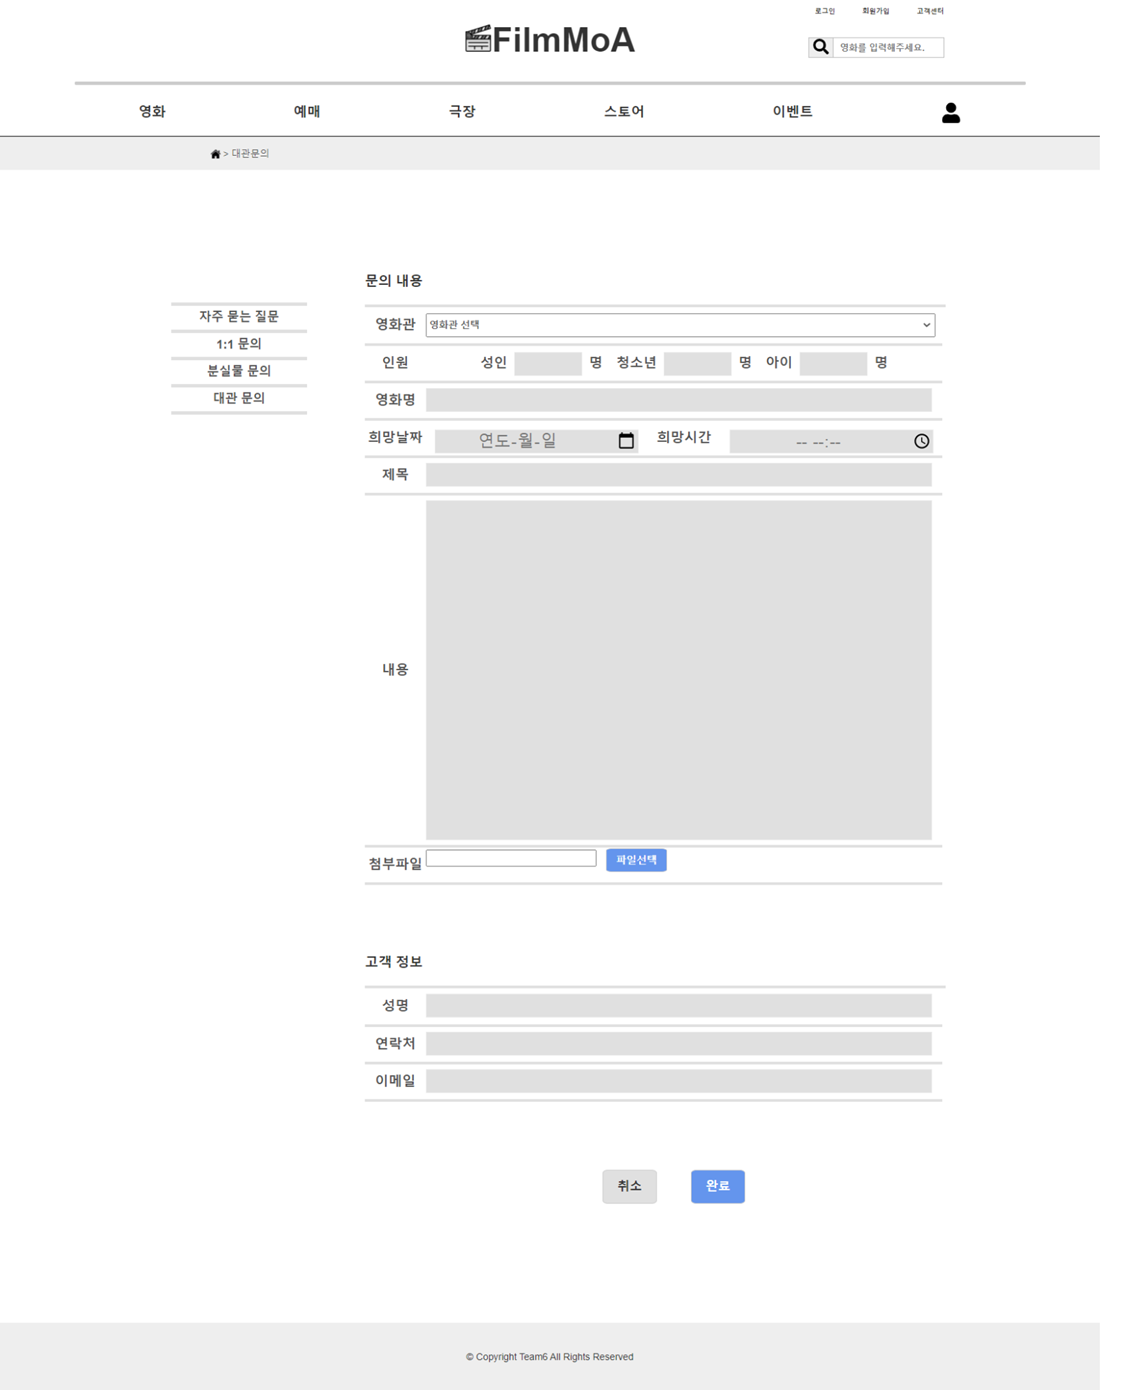 로그인 회원가입 고객센터
FilmMoA
영화를 입력해주세요.
영화 예매 극장 스토어 이벤트
> 대관문의
문의 내용
자주 묻는 질문
1:1 문의
분실물 문의
대관 문의
영화관 영화관 선택
인원 성인 명 청소년 명 아이 명
영화명
희망날짜 연도-월-일 희망시간 -- --:--
제목
내용
첨부파일 파일선택
고객 정보
성명
연락처
이메일
취소 완료
© Copyright Team6 All Rights Reserved